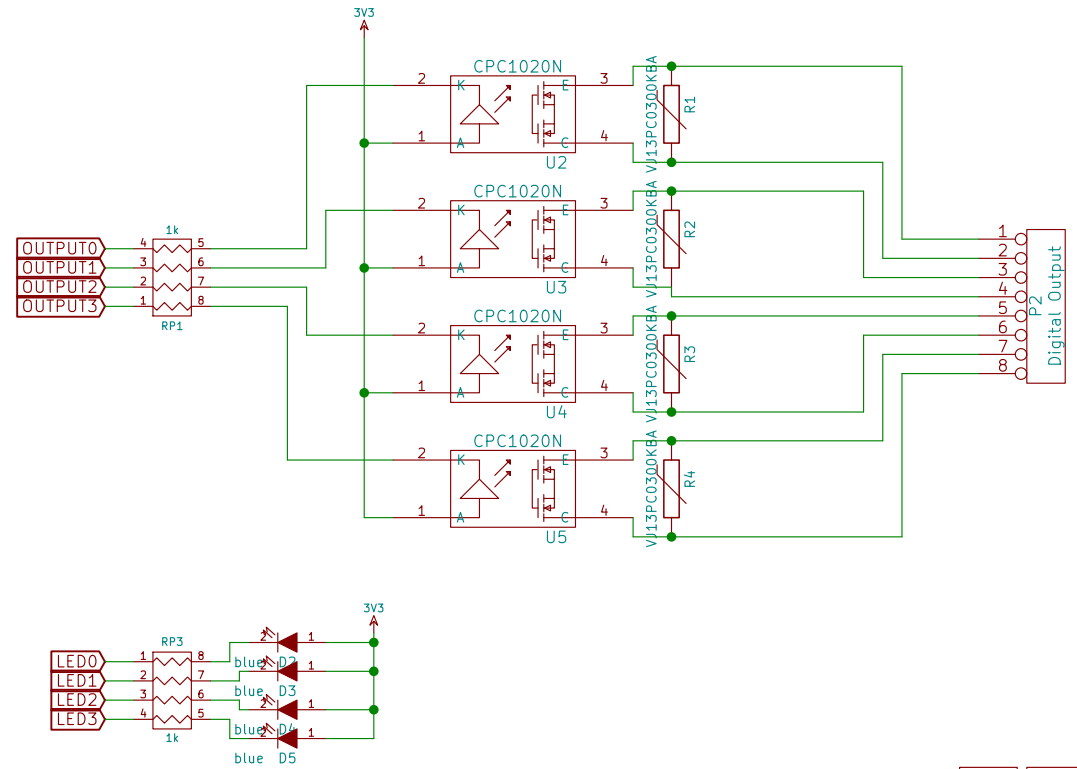 3V3
CPC1020N
2 K E 3
1 A C 4
U2
VJ13PC0300KBA
R1
CPC1020N
2 K E 3
1 A C 4
U3
VJ13PC0300KBA
R2
1k
OUTPUT0 4 5
OUTPUT1 3 6
OUTPUT2 2 7
OUTPUT3 1 8
RP1
CPC1020N
2 K E 3
1 A C 4
U4
VJ13PC0300KBA
R3
CPC1020N
2 K E 3
1 A C 4
U5
VJ13PC0300KBA
R4
1
2
3
4
5
6
7
8
P2
Digital Output
3V3
RP3
LED0 1 8
LED1 2 7
LED2 3 6
LED3 4 5
1k
2 1
blue D2
2 1
blue D3
2 1
blue D4
2 1
blue D5